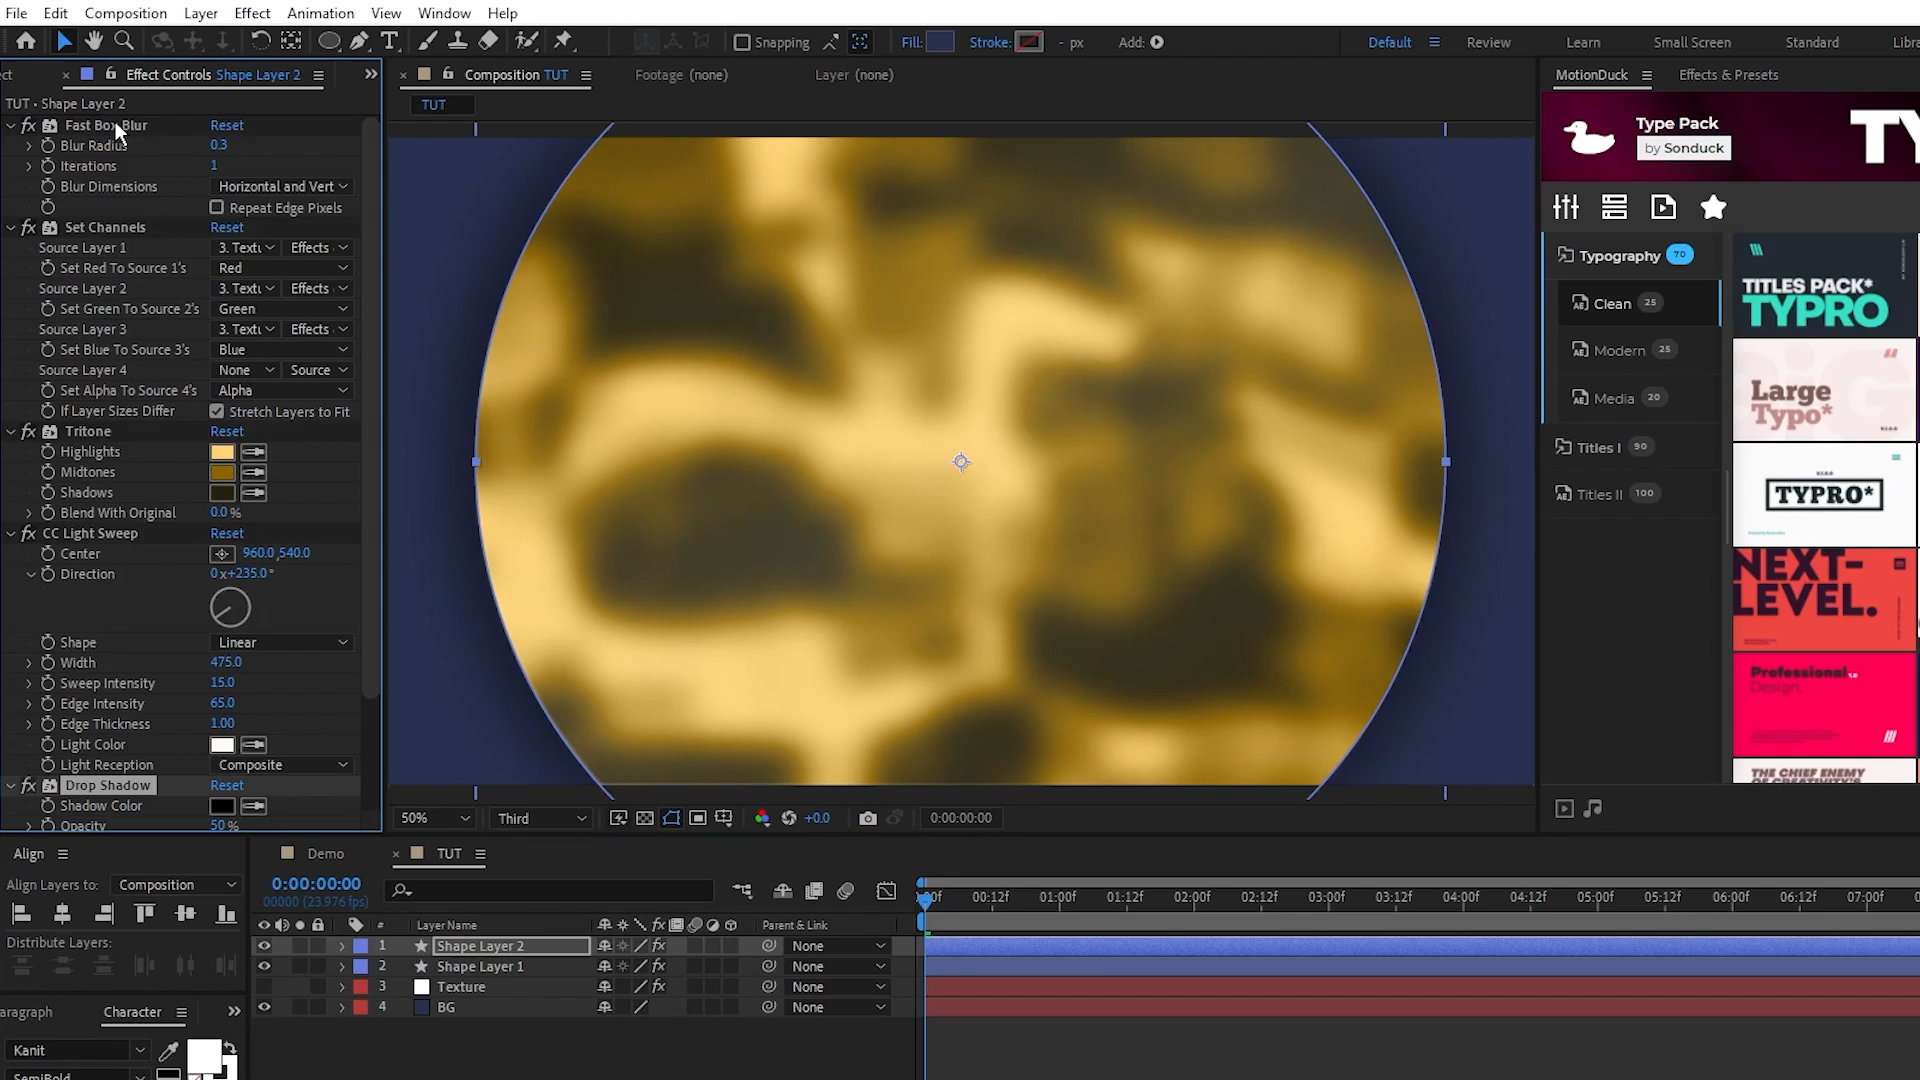 File Edit Composition Layer Effect Animation View Window Help
Snapping Fill: Stroke: - px Add: Default Review Learn Small Screen Standard Libra
ct × Effect Controls Shape Layer 2 × Composition TUT Footage (none) Layer (none) MotionDuck Effects & Presets
TUT • Shape Layer 2
TUT
Fast Box Blur Reset
Blur Radiu 0.3
Iterations 1
Blur Dimensions Horizontal and Vert
Repeat Edge Pixels
Set Channels Reset
Source Layer 1 3. Textu Effects
Set Red To Source 1's Red
Source Layer 2 3. Textu Effects
Set Green To Source 2's Green
Source Layer 3 3. Textu Effects
Set Blue To Source 3's Blue
Source Layer 4 None Source
Set Alpha To Source 4's Alpha
If Layer Sizes Differ Stretch Layers to Fit
Tritone Reset
Highlights
Midtones
Shadows
Blend With Original 0.0 %
CC Light Sweep Reset
Center 960.0,540.0
Direction 0x+235.0°
Shape Linear
Width 475.0
Sweep Intensity 15.0
Edge Intensity 65.0
Edge Thickness 1.00
Light Color
Light Reception Composite
Drop Shadow Reset
Shadow Color
Opacity 50 %
50% Third +0.0 0:00:00:00
Type Pack
by Sonduck
TY
Typography 70
Clean 25
Modern 25
Media 20
Titles I 90
Titles II 100
TITLES PACK*
TYPRO
Large
Typo*
TYPRO*
NEXT-
LEVEL.
Professional
Design.
THE CHIEF ENEMY
OF CREATIVITY'S
Align
Align Layers to: Composition
Distribute Layers:
aragraph Character
Kanit
SemiBold
Demo × TUT
0:00:00:00
00000 (23.976 fps)
:00f 00:12f 01:00f 01:12f 02:00f 02:12f 03:00f 03:12f 04:00f 04:12f 05:00f 05:12f 06:00f 06:12f 07:00f
# Layer Name Parent & Link
1 Shape Layer 2 None
2 Shape Layer 1 None
3 Texture None
4 BG None